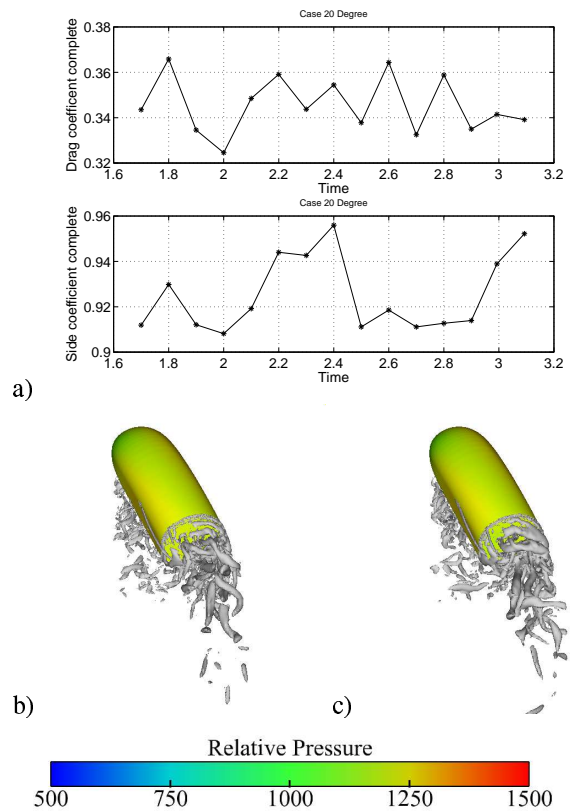 Case 20 Degree
0.38
0.36
0.34
0.32
Drag coefficent complete
1.6 1.8 2 2.2 2.4 2.6 2.8 3 3.2
Time
Case 20 Degree
0.96
0.94
0.92
0.9
Side coefficient complete
1.6 1.8 2 2.2 2.4 2.6 2.8 3 3.2
Time
a)
b) c)
Relative Pressure
500 750 1000 1250 1500